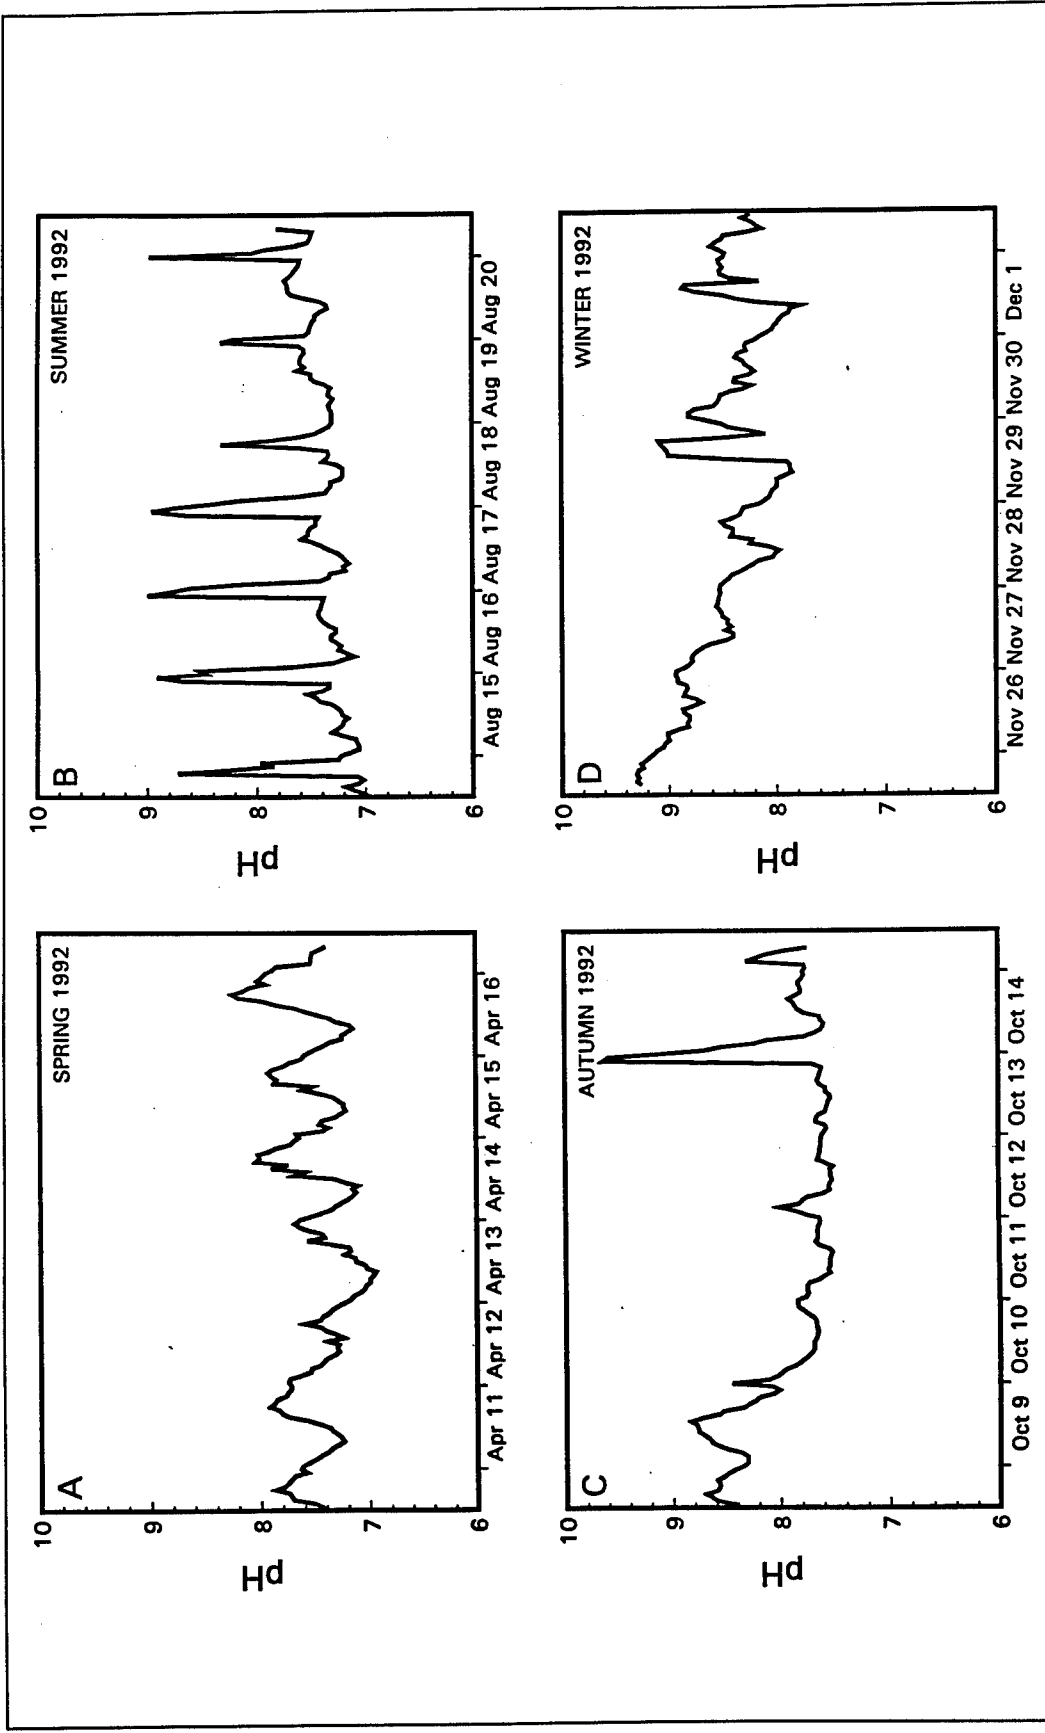 A
SPRING 1992
pH
10
9
8
7
6
Apr 11 Apr 12 Apr 13 Apr 14 Apr 15 Apr 16
B
SUMMER 1992
pH
10
9
8
7
6
Aug 15 Aug 16 Aug 17 Aug 18 Aug 19 Aug 20
C
AUTUMN 1992
pH
10
9
8
7
6
Oct 9 Oct 10 Oct 11 Oct 12 Oct 13 Oct 14
D
WINTER 1992
pH
10
9
8
7
6
Nov 26 Nov 27 Nov 28 Nov 29 Nov 30 Dec 1